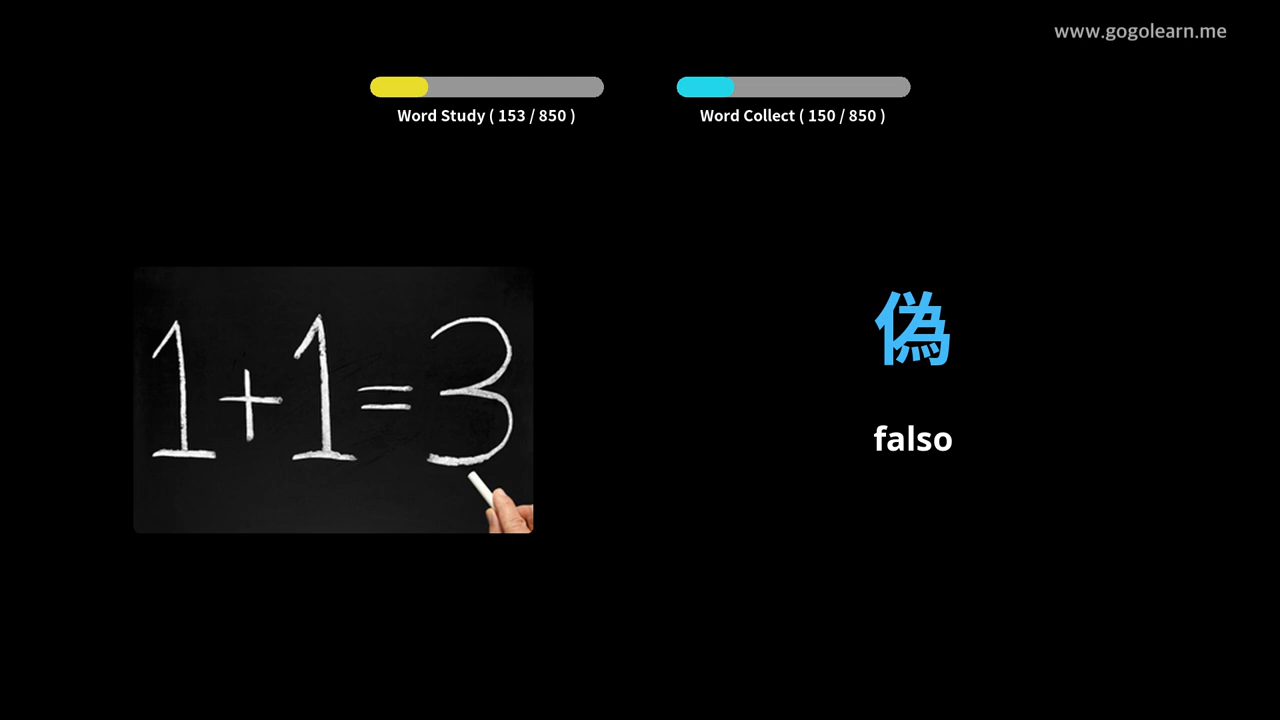 www.gogolearn.me
Word Study ( 153 / 850 )
Word Collect ( 150 / 850 )
1+1=3
偽
falso